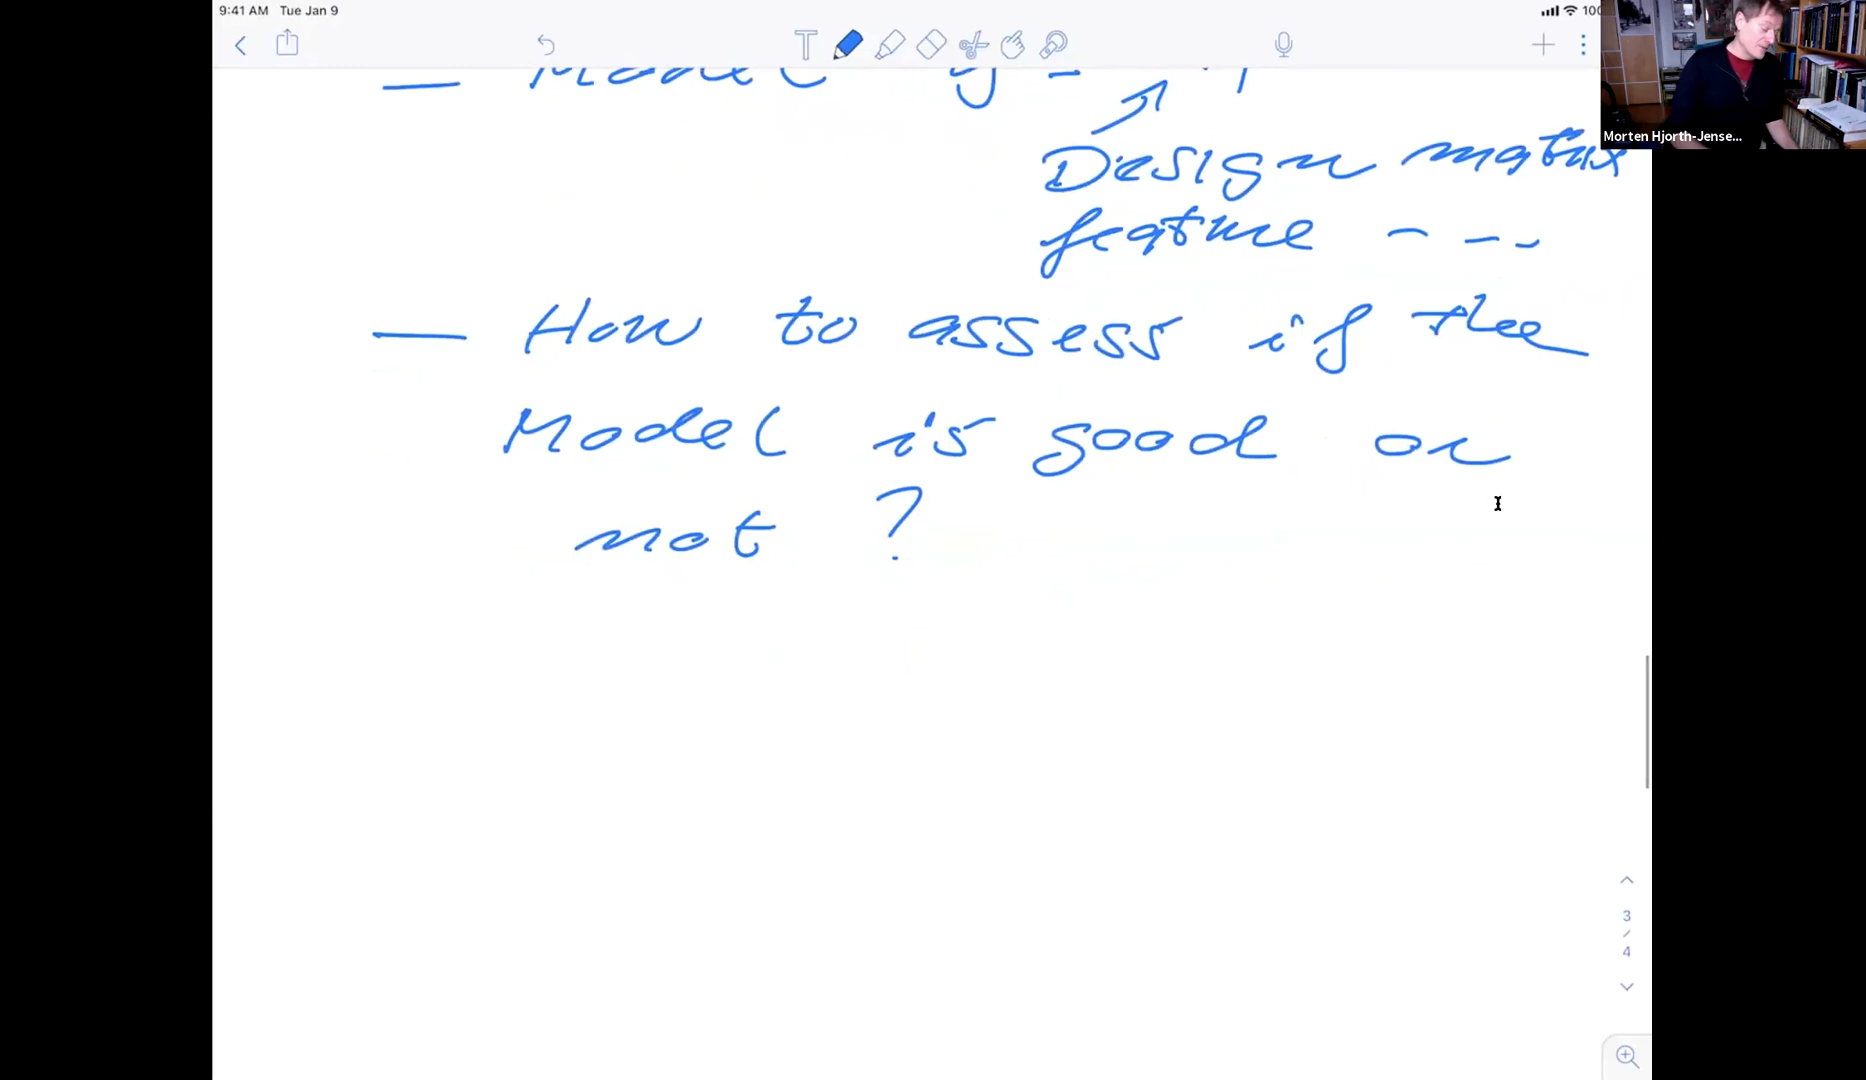 9:41 AM Tue Jan 9
Morten Hjorth-Jense...
— Model
Design matrix
feature ----
— How to assess if the
Model is good or
not ?
3
/
4